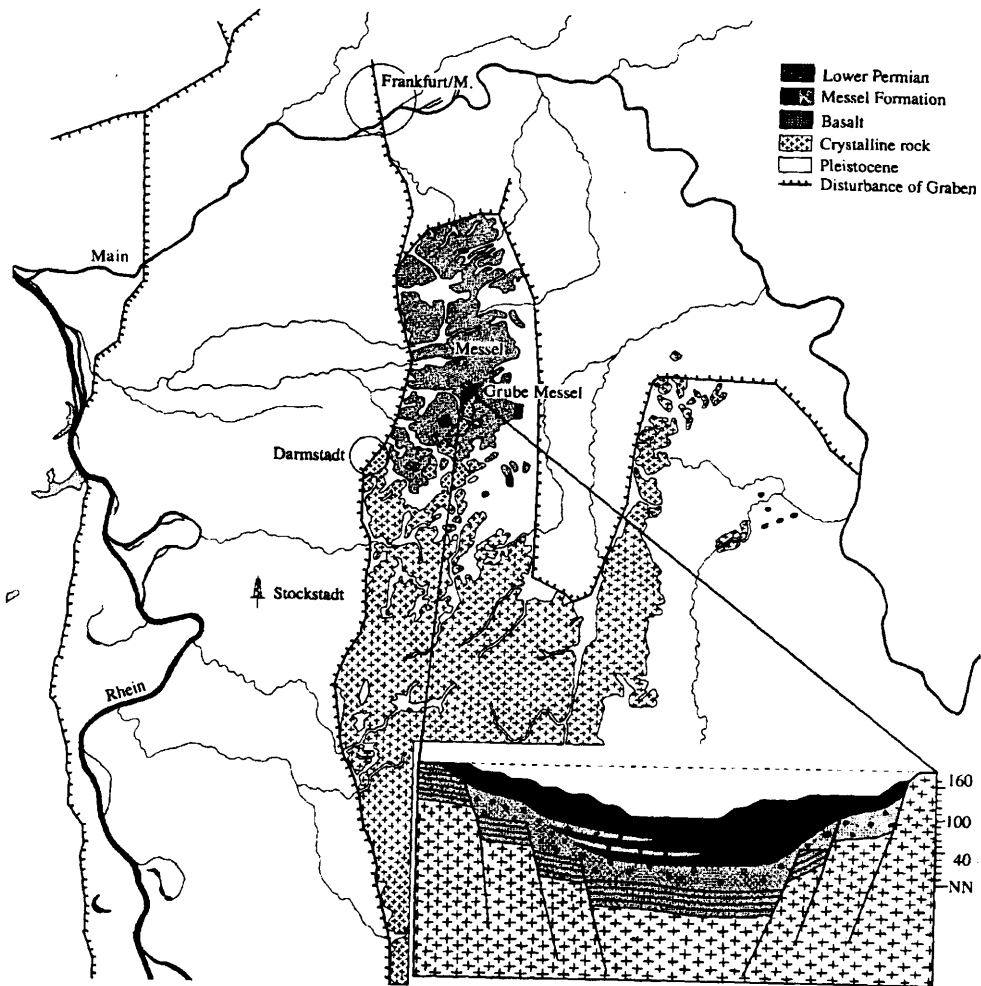 Frankfurt/M.
Lower Permian
Messel Formation
Basalt
Crystalline rock
Pleistocene
Disturbance of Graben
Main
Messel
Grube Messel
Darmstadt
Stockstadt
Rhein
160
100
40
NN